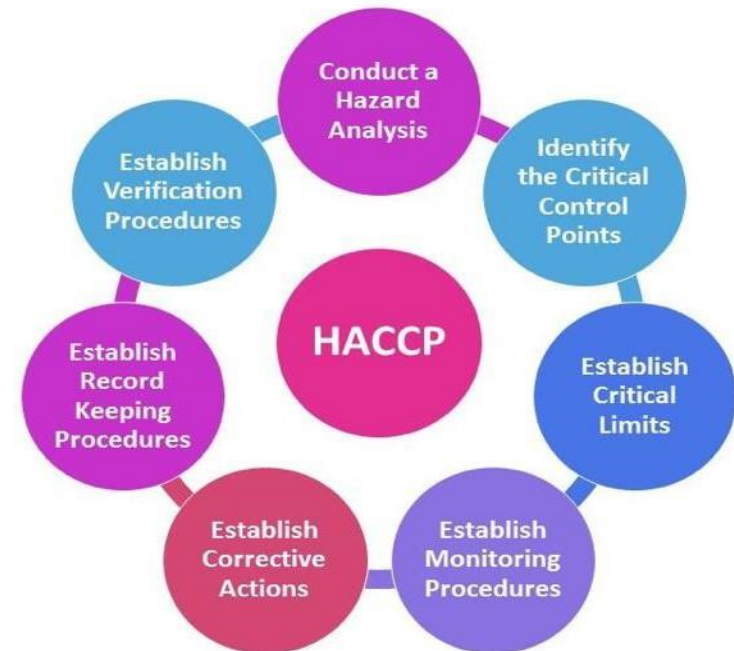 Conduct a
Hazard
Analysis
Identify
the Critical
Control
Points
Establish
Critical
Limits
Establish
Monitoring
Procedures
Establish
Corrective
Actions
Establish
Record
Keeping
Procedures
Establish
Verification
Procedures
HACCP